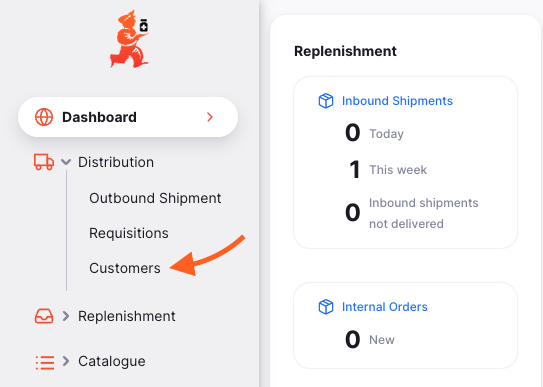 Dashboard
Distribution
Outbound Shipment
Requisitions
Customers
Replenishment
Catalogue
Replenishment
Inbound Shipments
0 Today
1 This week
0 Inbound shipments
not delivered
Internal Orders
0 New